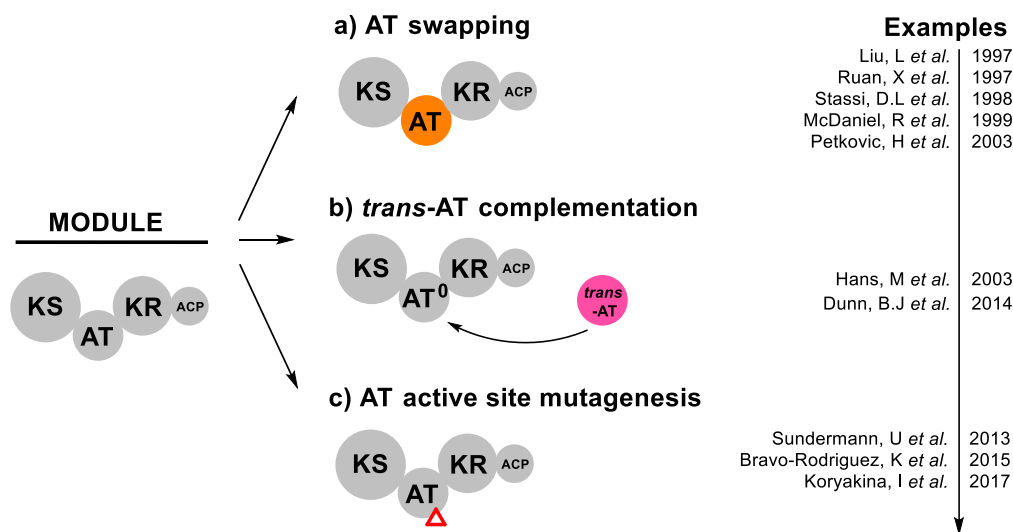 a) AT swapping
KS
AT
KR
ACP
Examples
Liu, L et al. 1997
Ruan, X et al. 1997
Stassi, D.L et al. 1998
McDaniel, R et al. 1999
Petkovic, H et al. 2003
MODULE
KS
AT
KR
ACP
b) trans-AT complementation
KS
AT⁰
KR
ACP
trans
-AT
Hans, M et al. 2003
Dunn, B.J et al. 2014
c) AT active site mutagenesis
KS
AT
KR
ACP
Sundermann, U et al. 2013
Bravo-Rodriguez, K et al. 2015
Koryakina, I et al. 2017